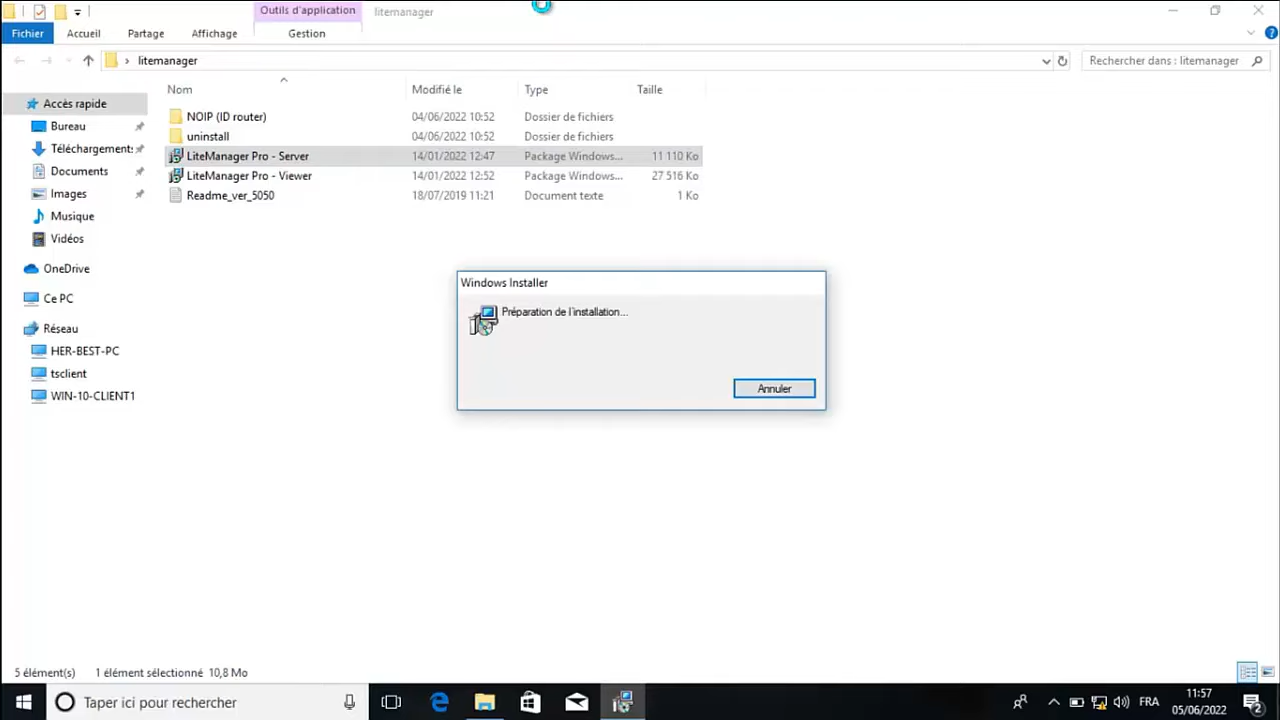 Outils d'application litemanager
Fichier Accueil Partage Affichage Gestion
› litemanager Rechercher dans : litemanager
Nom Modifié le Type Taille
Accès rapide
Bureau
Téléchargement:
Documents
Images
Musique
Vidéos
OneDrive
Ce PC
Réseau
HER-BEST-PC
tsclient
WIN-10-CLIENT1
NOIP (ID router) 04/06/2022 10:52 Dossier de fichiers
uninstall 04/06/2022 10:52 Dossier de fichiers
LiteManager Pro - Server 14/01/2022 12:47 Package Windows... 11 110 Ko
LiteManager Pro - Viewer 14/01/2022 12:52 Package Windows... 27 516 Ko
Readme_ver_5050 18/07/2019 11:21 Document texte 1 Ko
Windows Installer
Préparation de l'installation...
Annuler
5 élément(s) 1 élément sélectionné 10,8 Mo
Taper ici pour rechercher
FRA
11:57
05/06/2022
2